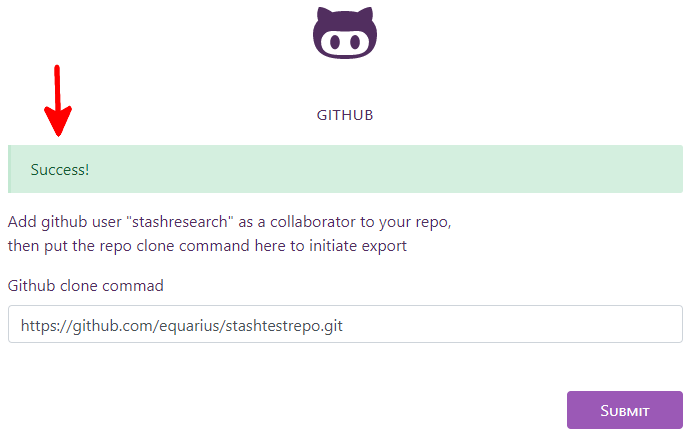 GITHUB
Success!
Add github user "stashresearch" as a collaborator to your repo,
then put the repo clone command here to initiate export
Github clone commad
https://github.com/equarius/stashtestrepo.git
Submit